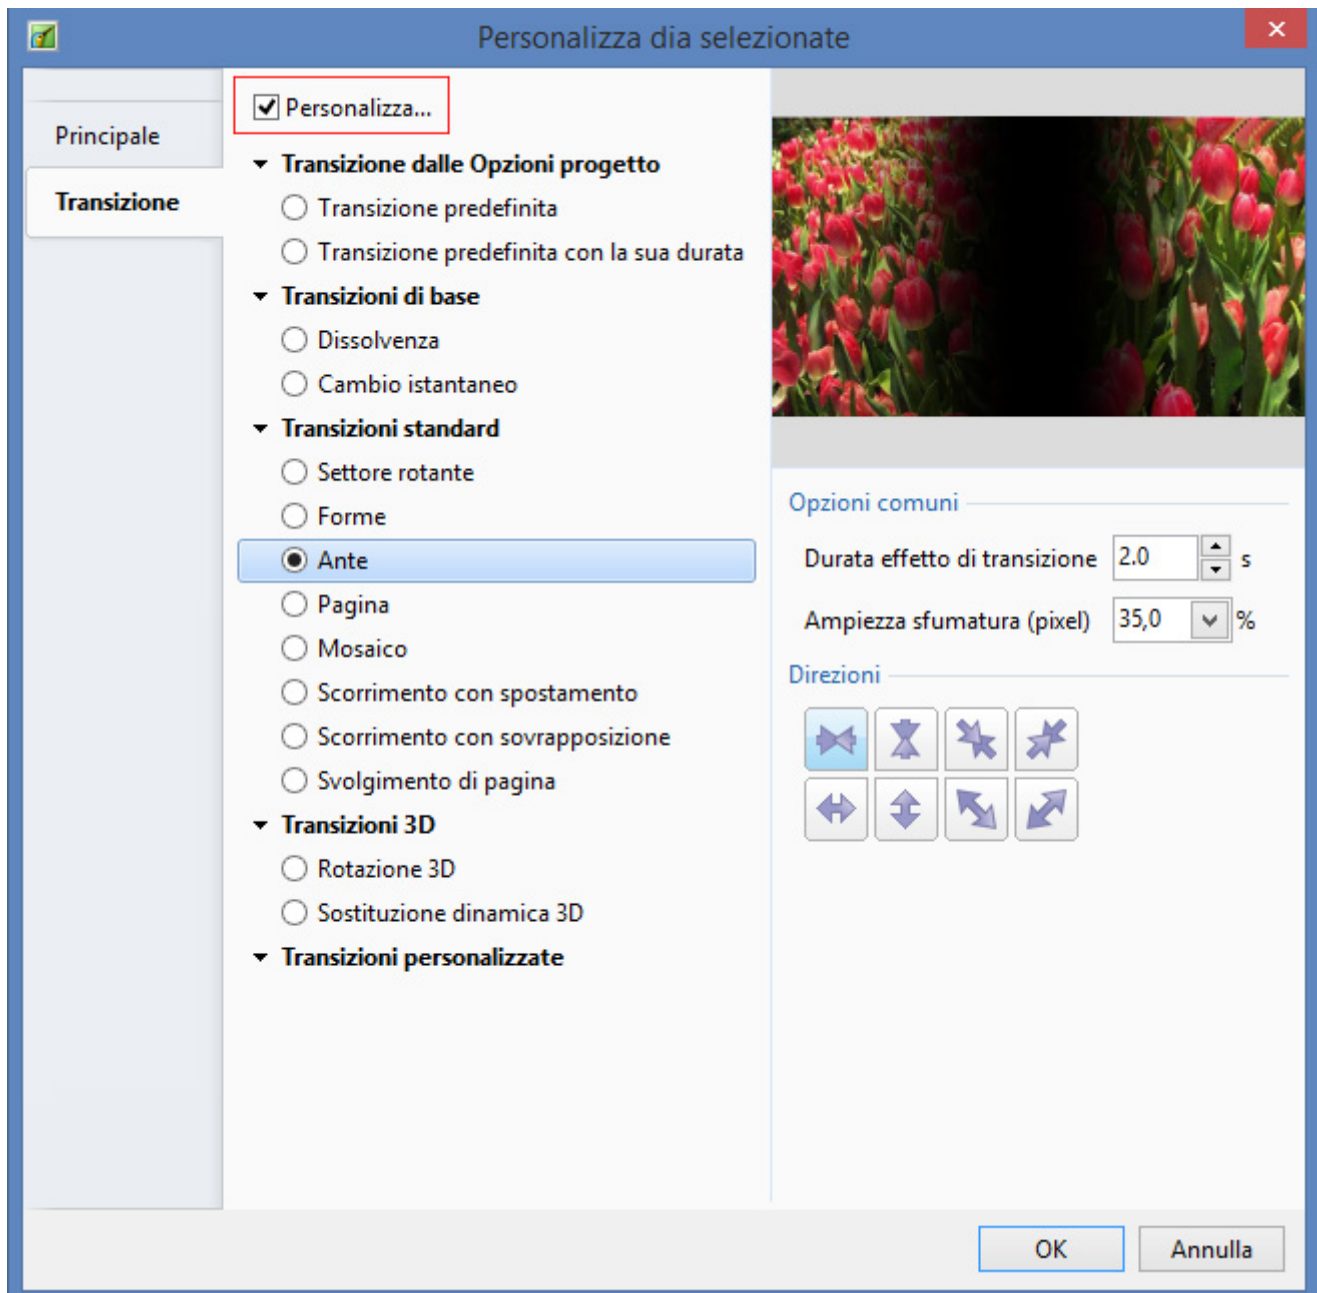 Personalizza dia selezionate
Principale
Transizione
Personalizza...
Transizione dalle Opzioni progetto
Transizione predefinita
Transizione predefinita con la sua durata
Transizioni di base
Dissolvenza
Cambio istantaneo
Transizioni standard
Settore rotante
Forme
Ante
Pagina
Mosaico
Scorrimento con spostamento
Scorrimento con sovrapposizione
Svolgimento di pagina
Transizioni 3D
Rotazione 3D
Sostituzione dinamica 3D
Transizioni personalizzate
Opzioni comuni
Durata effetto di transizione 2.0 s
Ampiezza sfumatura (pixel) 35,0 %
Direzioni
OK Annulla